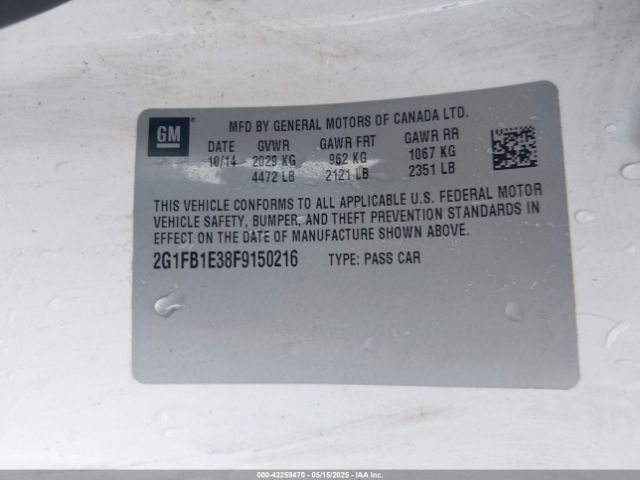 GM
MFD BY GENERAL MOTORS OF CANADA LTD.
DATE GVWR GAWR FRT GAWR RR
10/14 2029 KG 962 KG 1067 KG
4472 LB 2121 LB 2351 LB
THIS VEHICLE CONFORMS TO ALL APPLICABLE U.S. FEDERAL MOTOR
VEHICLE SAFETY, BUMPER, AND THEFT PREVENTION STANDARDS IN
EFFECT ON THE DATE OF MANUFACTURE SHOWN ABOVE.
2G1FB1E38F9150216 TYPE: PASS CAR
000-42259470 - 05/15/2025 - IAAI.COM